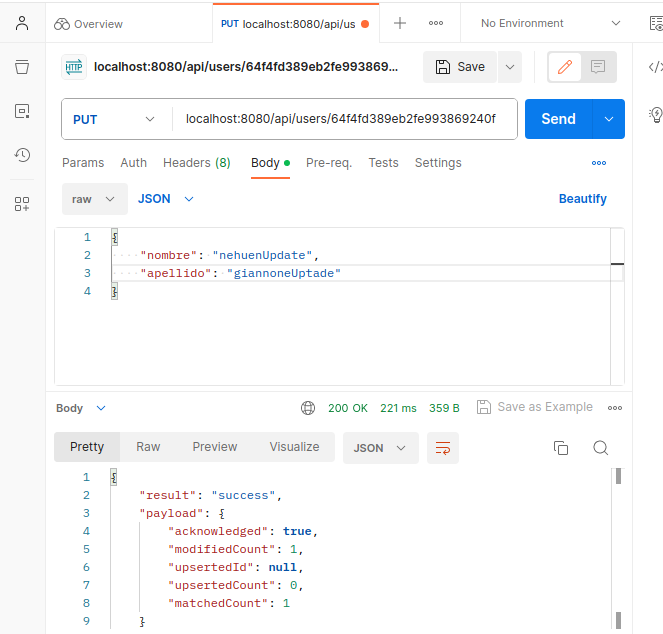 Overview
PUT localhost:8080/api/us
No Environment
HTTP localhost:8080/api/users/64f4fd389eb2fe993869...
Save
PUT
localhost:8080/api/users/64f4fd389eb2fe993869240f
Send
Params Auth Headers (8) Body Pre-req. Tests Settings
raw JSON Beautify
1 {
2 "nombre": "nehuenUpdate",
3 "apellido": "giannoneUptade"
4 }
Body 200 OK 221 ms 359 B Save as Example
Pretty Raw Preview Visualize JSON
1 {
2 "result": "success",
3 "payload": {
4 "acknowledged": true,
5 "modifiedCount": 1,
6 "upsertedId": null,
7 "upsertedCount": 0,
8 "matchedCount": 1
9 }